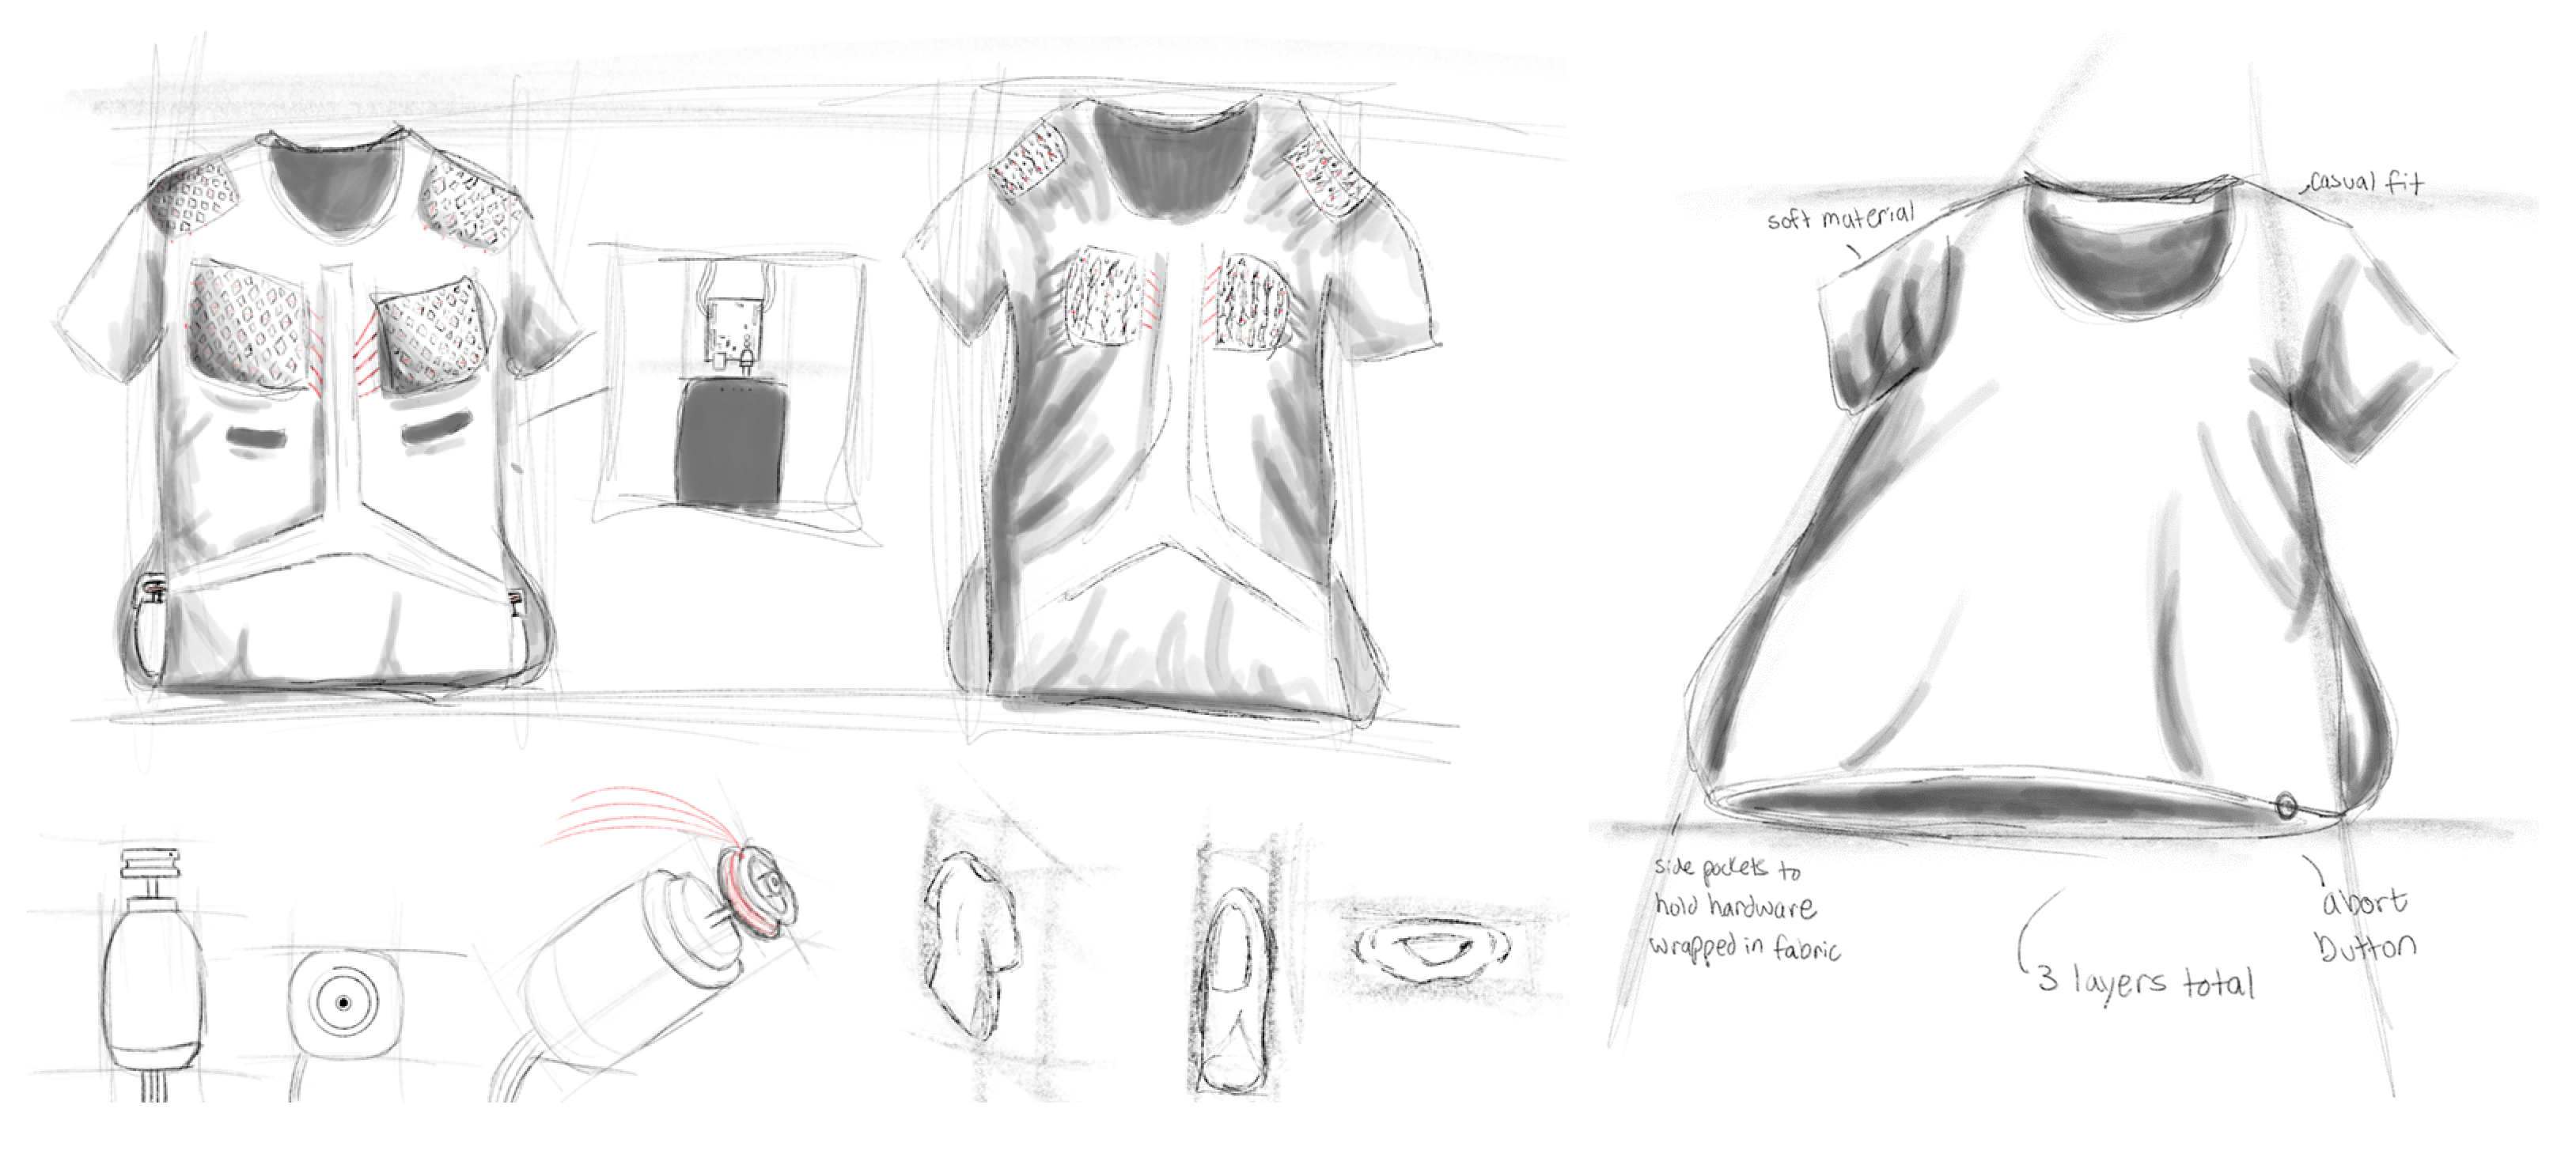 casual fit
soft material
side pockets to
hold hardware
wrapped in fabric
3 layers total
abort
button